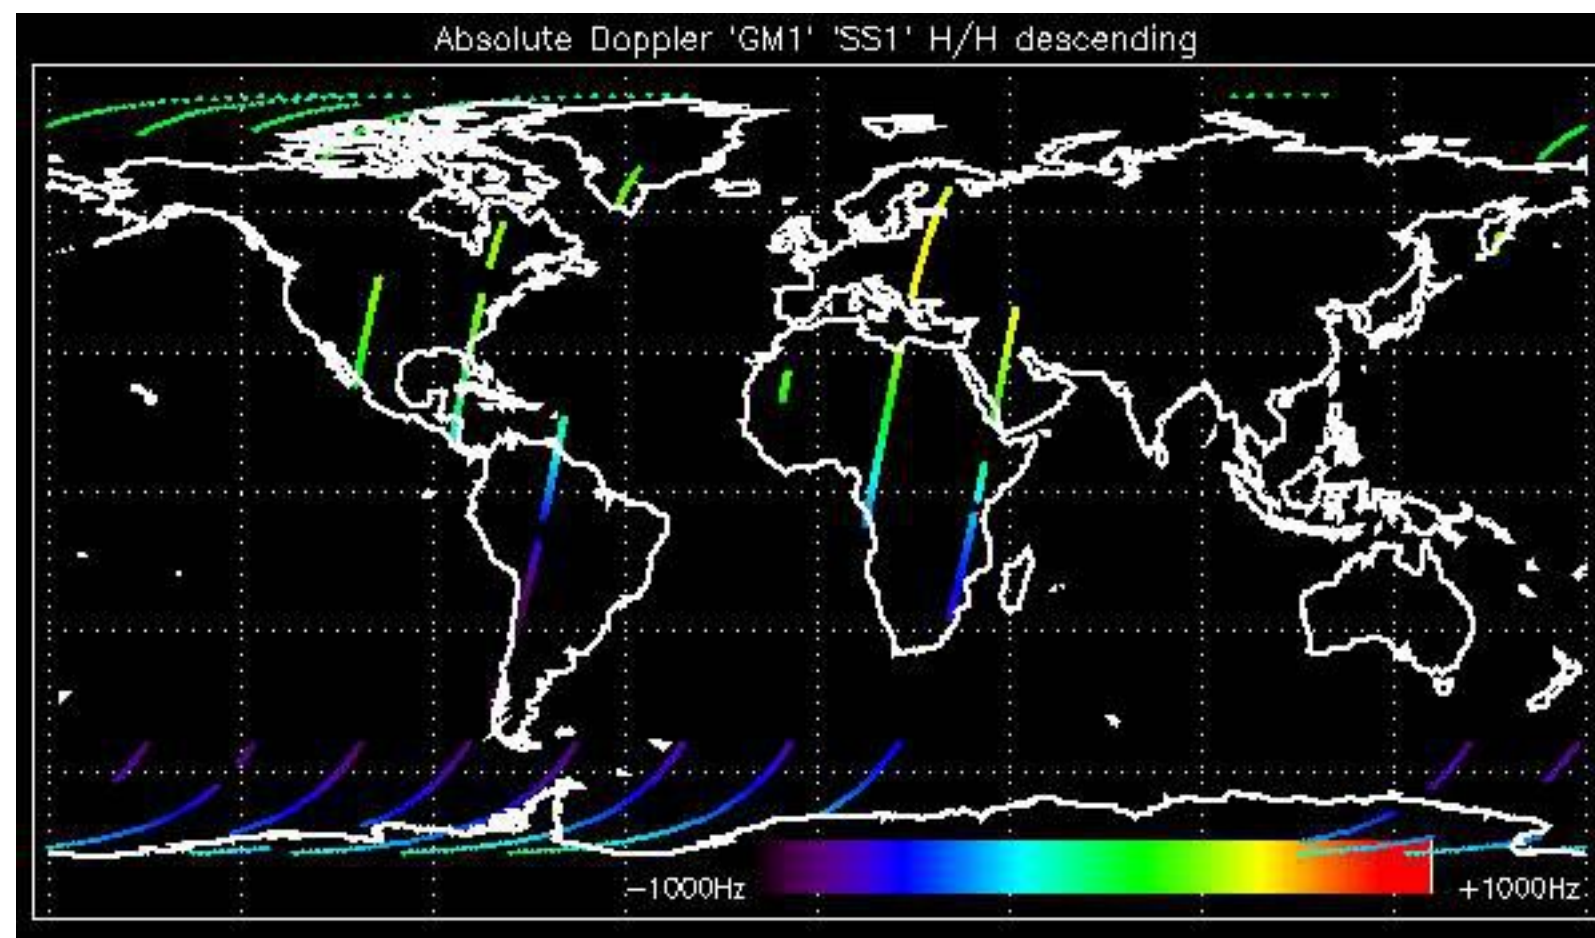 Absolute Doppler 'GM1' 'SS1' H/H descending
-1000Hz
+1000Hz